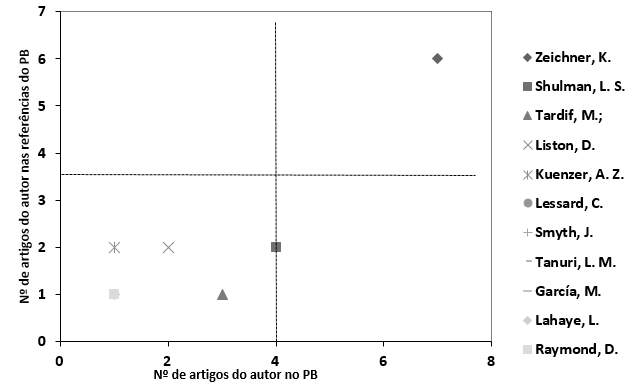 Nº de artigos do autor nas referências do PB
7
6
5
4
3
2
1
0
0
2
4
6
8
Nº de artigos do autor no PB
Zeichner, K.
Shulman, L. S.
Tardif, M.;
Liston, D.
Kuenzer, A. Z.
Lessard, C.
Smyth, J.
Tanuri, L. M.
García, M.
Lahaye, L.
Raymond, D.